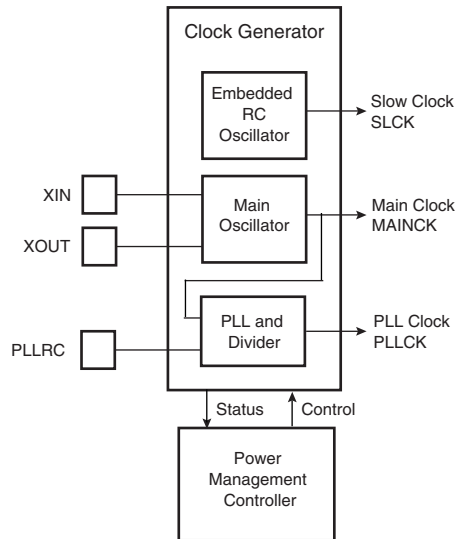 Clock Generator
Embedded
RC
Oscillator
Slow Clock
SLCK
XIN
XOUT
Main
Oscillator
Main Clock
MAINCK
PLLRC
PLL and
Divider
PLL Clock
PLLCK
Status
Control
Power
Management
Controller